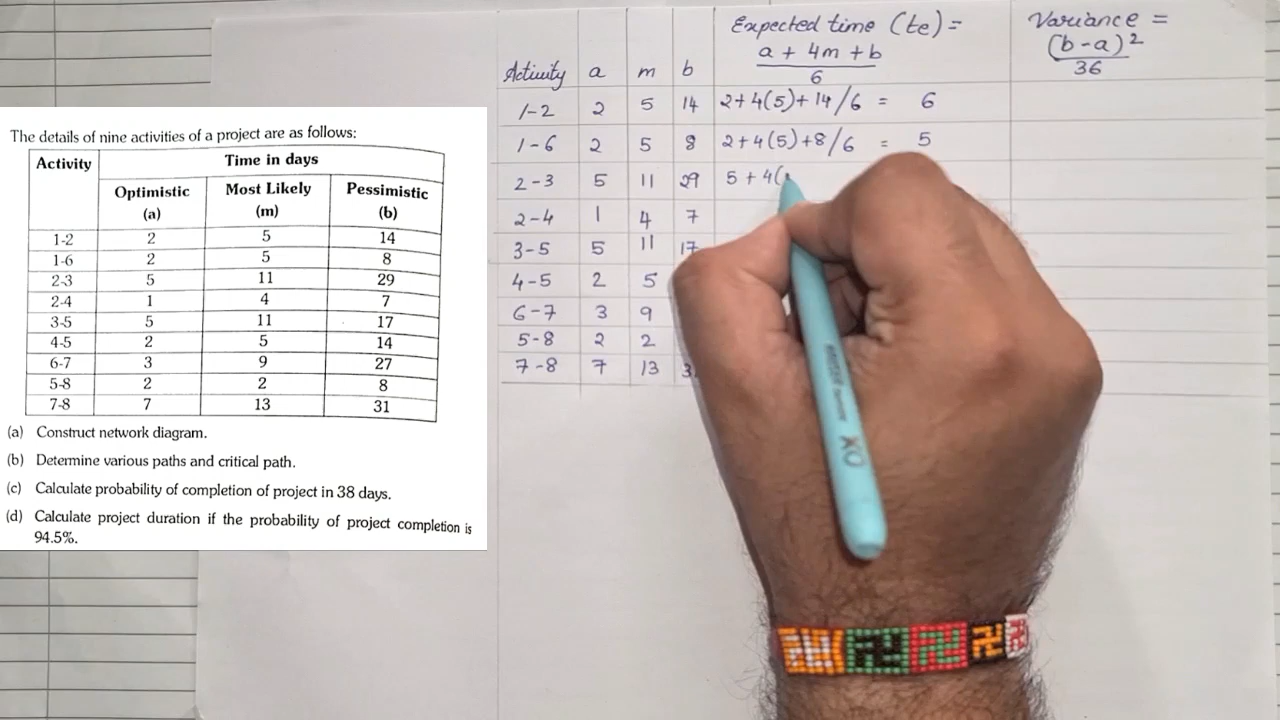 The details of nine activities of a project are as follows:
Activity Time in days
Optimistic (a) Most Likely (m) Pessimistic (b)
1-2 2 5 14
1-6 2 5 8
2-3 5 11 29
2-4 1 4 7
3-5 5 11 17
4-5 2 5 14
6-7 3 9 27
5-8 2 2 8
7-8 7 13 31
(a) Construct network diagram.
(b) Determine various paths and critical path.
(c) Calculate probability of completion of project in 38 days.
(d) Calculate project duration if the probability of project completion is
94.5%.
Activity a m b Expected time (te) = a + 4m + b / 6 Variance = (b-a)² / 36
1-2 2 5 14 2+4(5)+14/6 = 6
1-6 2 5 8 2+4(5)+8/6 = 5
2-3 5 11 29 5+4(
2-4 1 4 7
3-5 5 11 17
4-5 2 5
6-7 3 9
5-8 2 2
7-8 7 13 3
XO